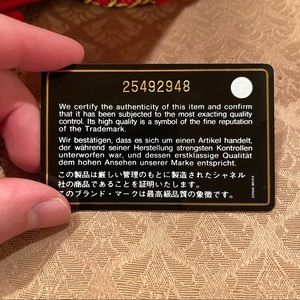 25492948
We certify the authenticity of this item and confirm
that it has been subjected to the most exacting quality
control. Its high quality is a symbol of the fine reputation
of the Trademark.
Wir bestätigen, dass es sich um einen Artikel handelt,
der während seiner Herstellung strengsten Kontrollen
unterworfen war, und dessen erstklassige Qualität
dem hohen Ansehen unserer Marke entspricht.
この製品は厳しい管理のもとに製造されたシャネル
社の商品であることを証明いたします。
このブランド・マークは最高級品質の象徴です。